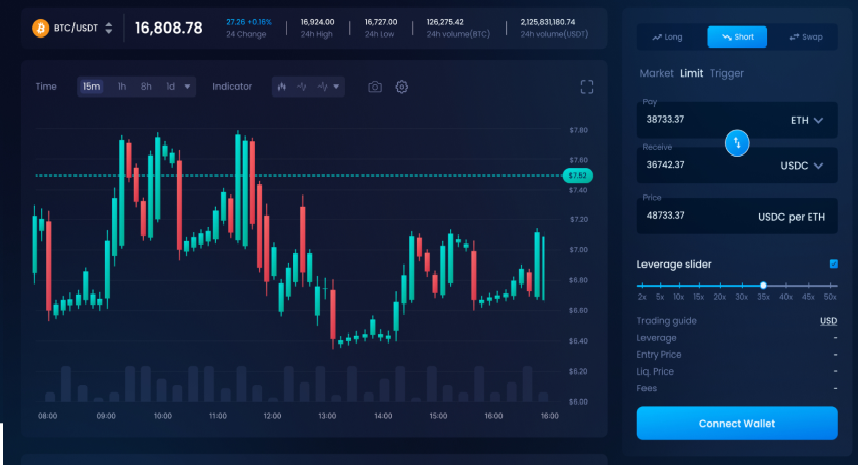 BTC/USDT
16,808.78
27.26 +0.16%
24 Change
16,924.00
24h High
16,727.00
24h Low
126,275.42
24h volume(BTC)
2,125,831,180.74
24h volume(USDT)
Time 15m 1h 8h 1d Indicator
$7.80
$7.60
$7.52
$7.40
$7.20
$7.00
$6.80
$6.80
$6.60
$6.40
$6.20
$6.00
08:00 09:00 10:00 11:00 12:00 13:00 14:00 15:00 16:00 16:00
Long Short Swap
Market Limit Trigger
Pay
38733.37 ETH
Receive
36742.37 USDC
Price
48733.37 USDC per ETH
Leverage slider
2x 5x 10x 15x 20x 30x 35x 40x 45x 50x
Trading guide USD
Leverage -
Entry Price -
Liq. Price -
Fees -
Connect Wallet